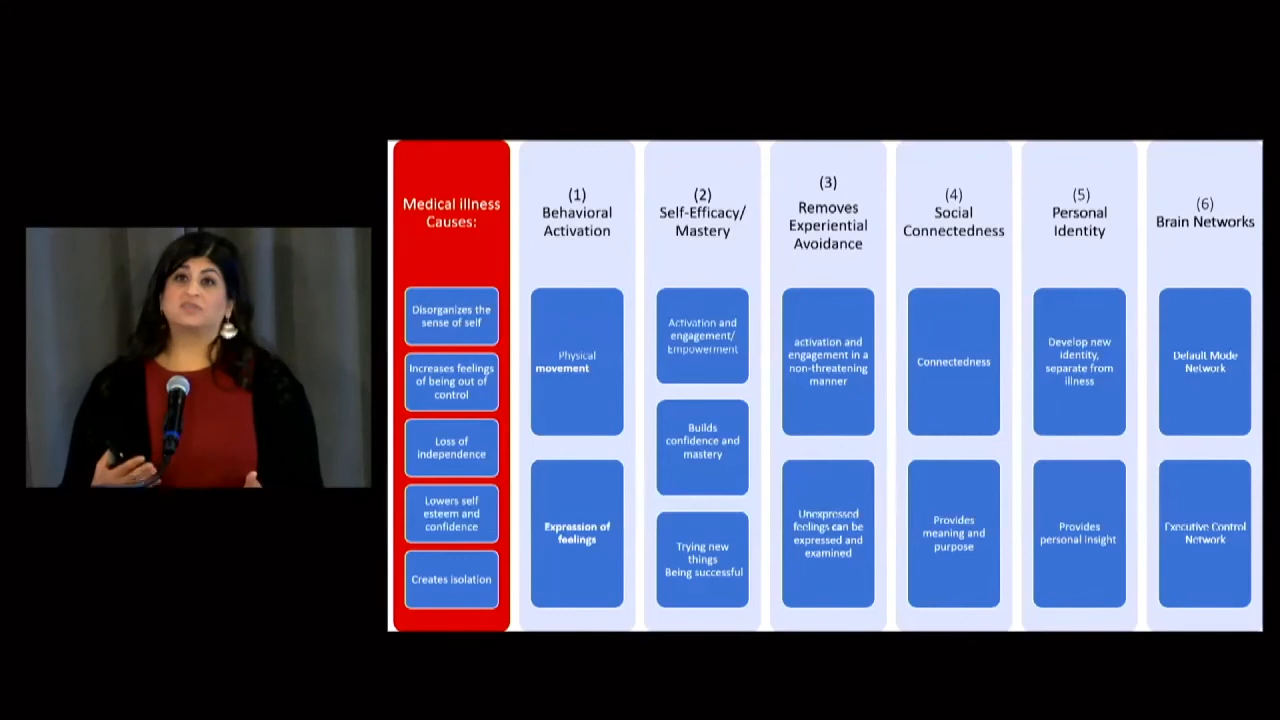 Medical illness
Causes:
Disorganizes the
sense of self
Increases feelings
of being out of
control
Loss of
independence
Lowers self
esteem and
confidence
Creates isolation
(1)
Behavioral
Activation
Physical
movement
Expression of
feelings
(2)
Self-Efficacy/
Mastery
Activation and
engagement/
Empowerment
Builds
confidence and
mastery
Trying new
things
Being successful
(3)
Removes
Experiential
Avoidance
activation and
engagement in a
non-threatening
manner
Unexpressed
feelings can be
expressed and
examined
(4)
Social
Connectedness
Connectedness
Provides
meaning and
purpose
(5)
Personal
Identity
Develop new
identity,
separate from
illness
Provides
personal insight
(6)
Brain Networks
Default Mode
Network
Executive Control
Network